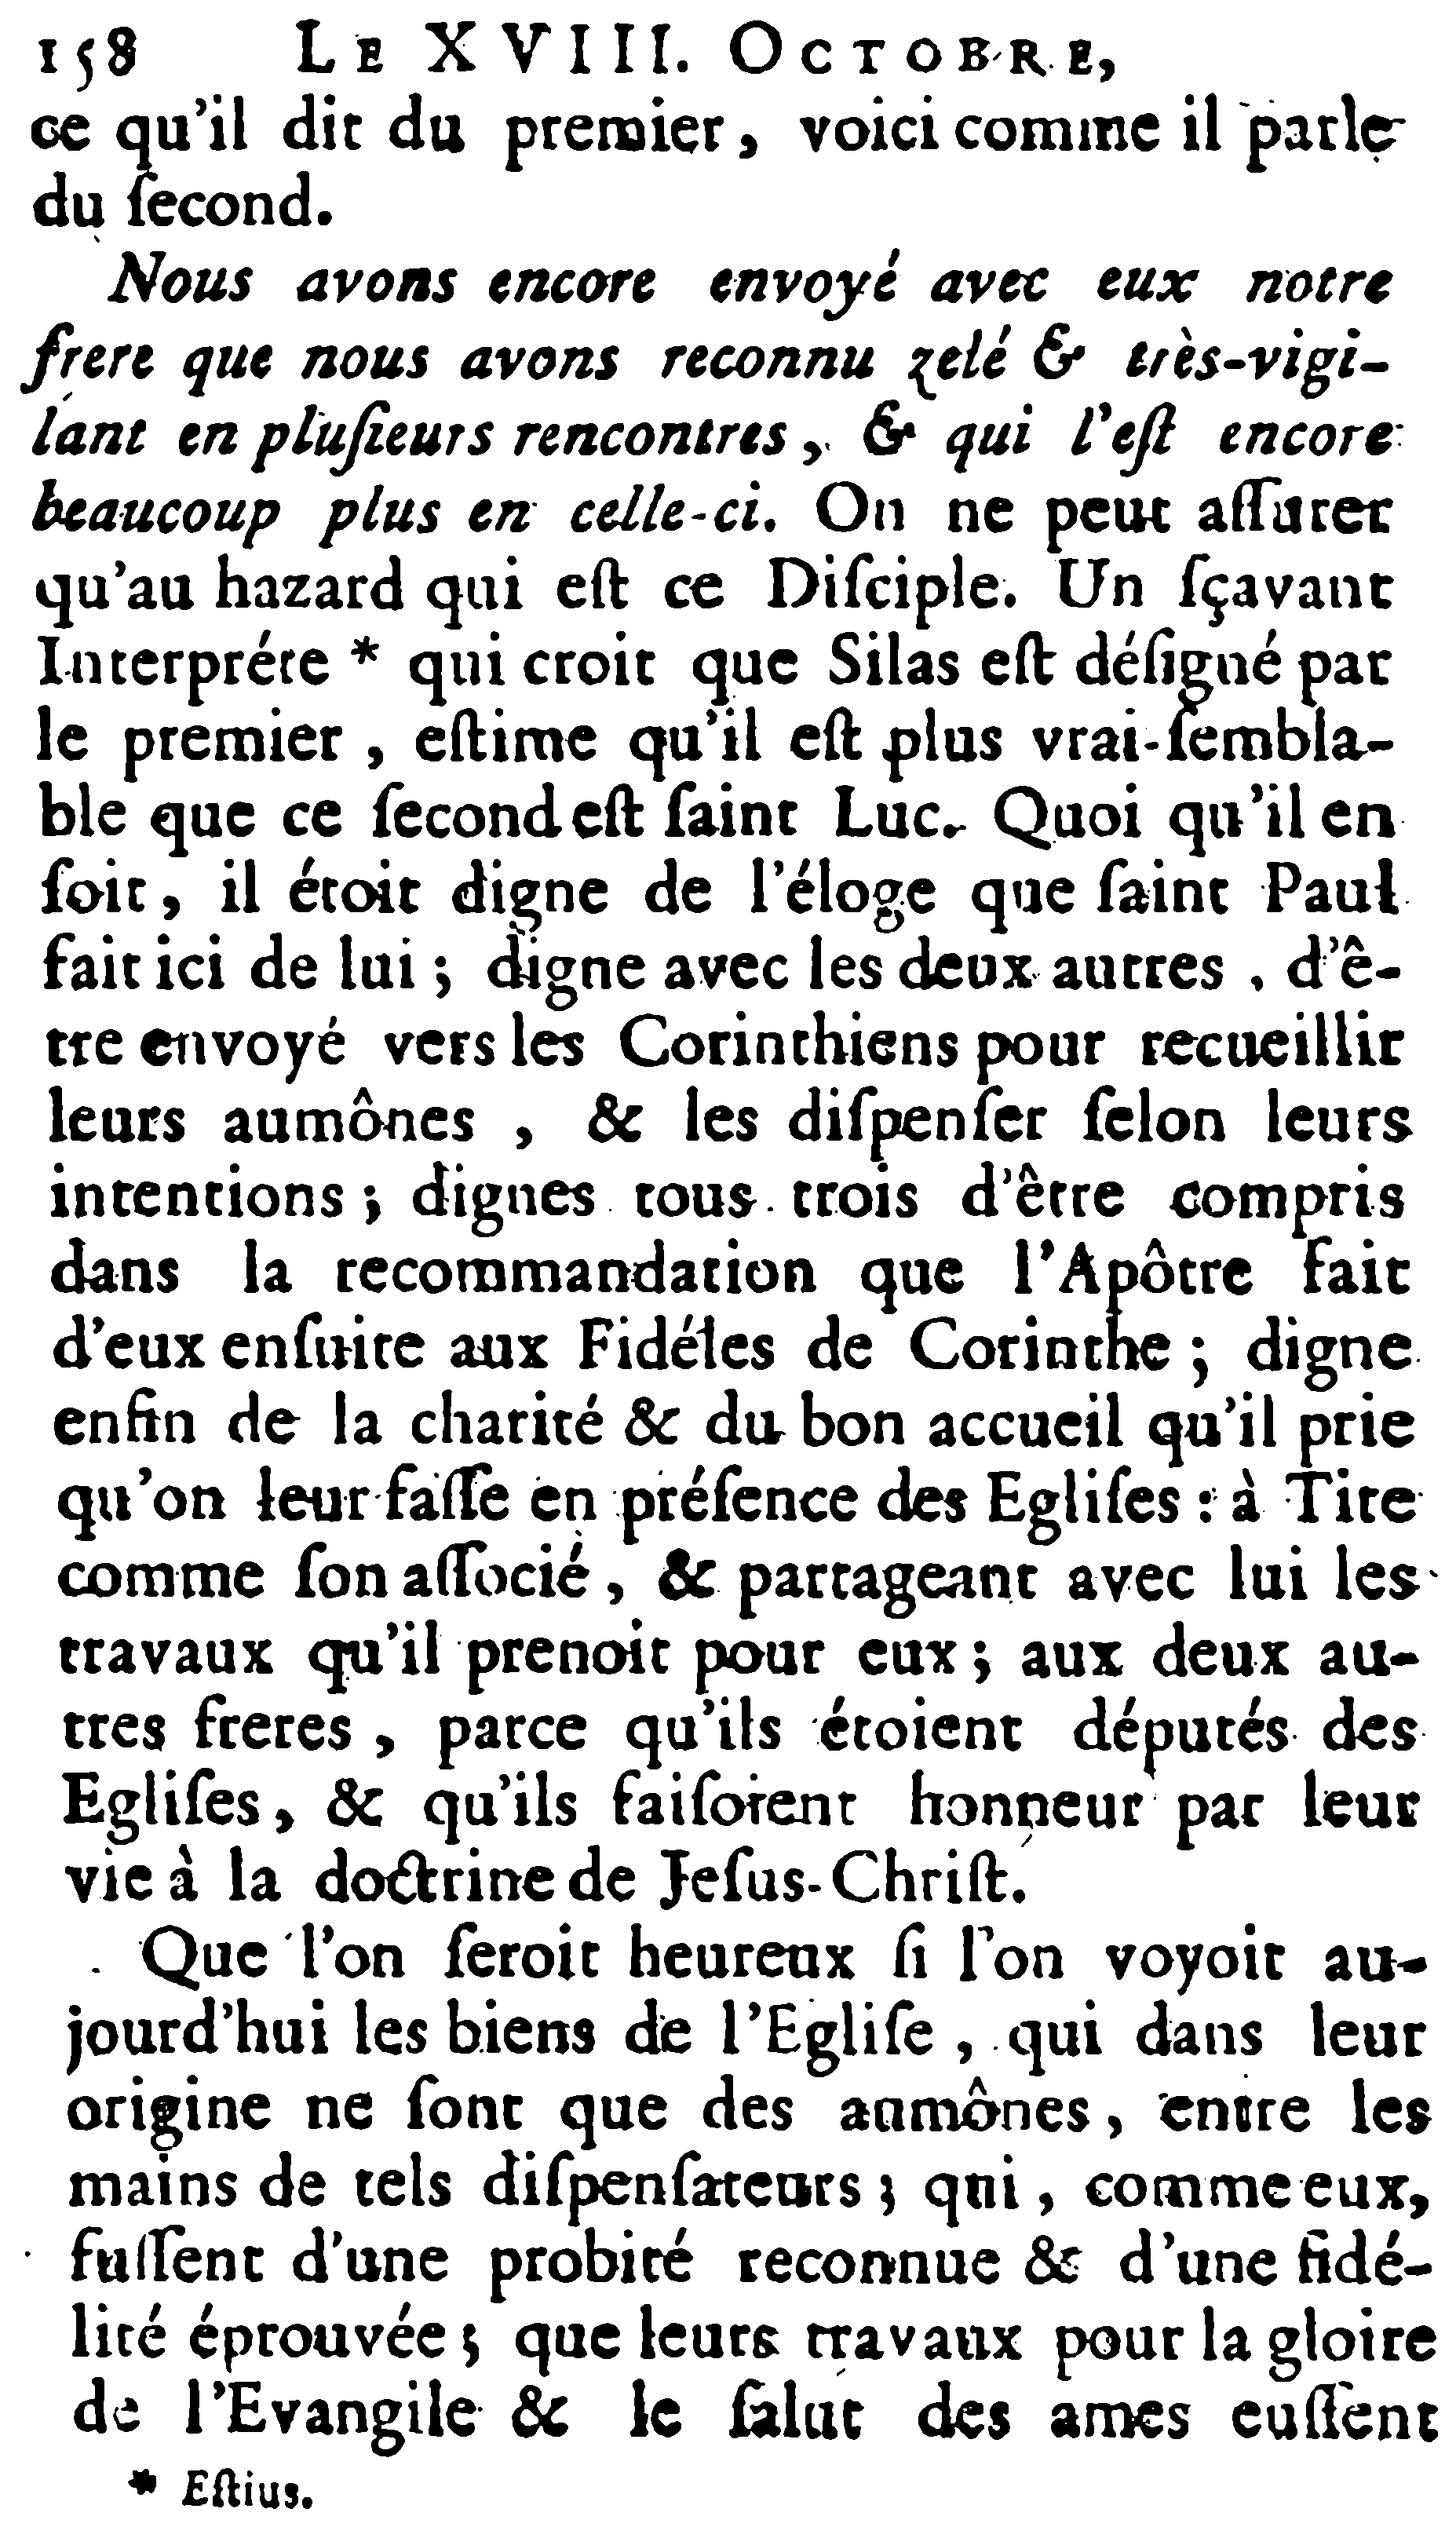 158 LE XVIII. OCTOBRE,
ce qu'il dit du premier, voici comme il parle
du ſecond.
Nous avons encore envoyé avec eux notre
frere que nous avons reconnu zelé & très-vigi-
lant en pluſieurs rencontres, & qui l'eſt encore
beaucoup plus en celle-ci. On ne peut aſſurer
qu'au hazard qui eſt ce Diſciple. Un ſçavant
Interpréte * qui croit que Silas eſt déſigné par
le premier, eſtime qu'il eſt plus vrai-ſembla-
ble que ce ſecond eſt ſaint Luc. Quoi qu'il en
ſoit, il étoit digne de l'éloge que ſaint Paul
fait ici de lui; digne avec les deux autres, d'ê-
tre envoyé vers les Corinthiens pour recueillir
leurs aumônes, & les diſpenſer ſelon leurs
intentions; dignes tous trois d'être compris
dans la recommandation que l'Apôtre fait
d'eux enſuite aux Fidéles de Corinthe; digne
enfin de la charité & du bon accueil qu'il prie
qu'on leur faſſe en préſence des Egliſes: à Tite
comme ſon aſſocié, & partageant avec lui les
travaux qu'il prenoit pour eux; aux deux au-
tres freres, parce qu'ils étoient députés des
Egliſes, & qu'ils faiſoient honneur par leur
vie à la doctrine de Jeſus-Chriſt.
Que l'on ſeroit heureux ſi l'on voyoit au-
jourd'hui les biens de l'Egliſe, qui dans leur
origine ne ſont que des aumônes, entre les
mains de tels diſpenſateurs; qui, comme eux,
fuſſent d'une probité reconnue & d'une fidé-
lité éprouvée; que leurs travaux pour la gloire
de l'Evangile & le ſalut des ames euſſent
* Eſtius.